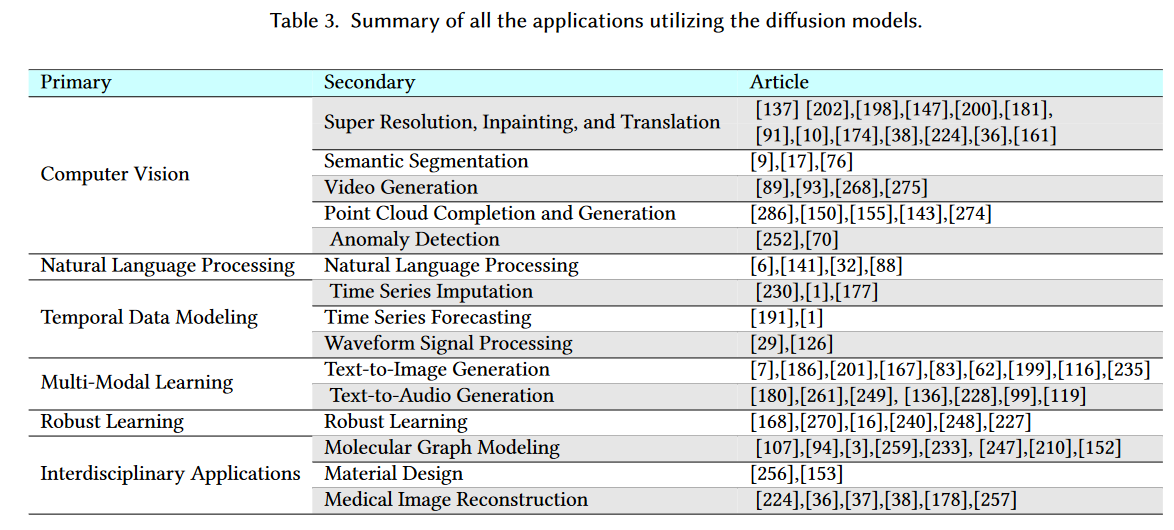 Table 3. Summary of all the applications utilizing the diffusion models.
Primary Secondary Article
Computer Vision
Super Resolution, Inpainting, and Translation [137] [202],[198],[147],[200],[181],
[91],[10],[174],[38],[224],[36],[161]
Semantic Segmentation [9],[17],[76]
Video Generation [89],[93],[268],[275]
Point Cloud Completion and Generation [286],[150],[155],[143],[274]
Anomaly Detection [252],[70]
Natural Language Processing Natural Language Processing [6],[141],[32],[88]
Temporal Data Modeling
Time Series Imputation [230],[1],[177]
Time Series Forecasting [191],[1]
Waveform Signal Processing [29],[126]
Multi-Modal Learning
Text-to-Image Generation [7],[186],[201],[167],[83],[62],[199],[116],[235]
Text-to-Audio Generation [180],[261],[249], [136],[228],[99],[119]
Robust Learning Robust Learning [168],[270],[16],[240],[248],[227]
Interdisciplinary Applications
Molecular Graph Modeling [107],[94],[3],[259],[233], [247],[210],[152]
Material Design [256],[153]
Medical Image Reconstruction [224],[36],[37],[38],[178],[257]